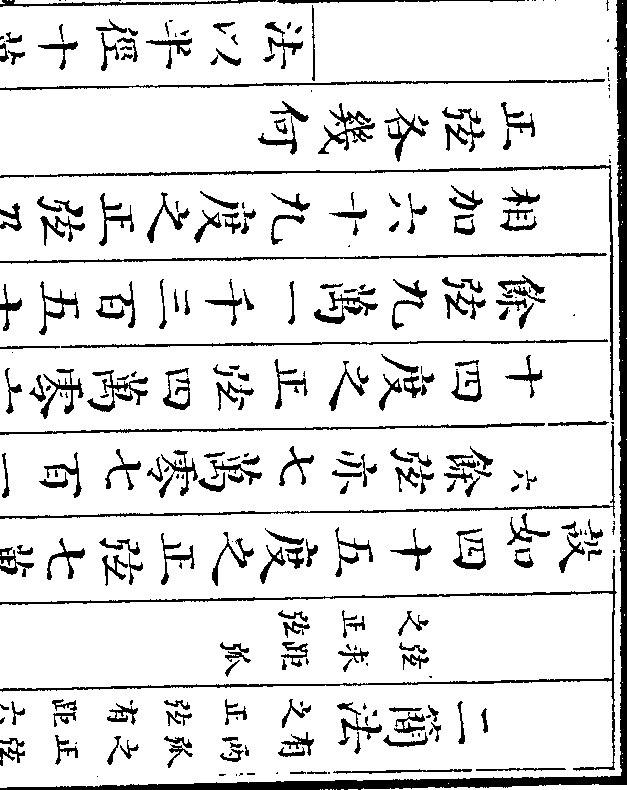 二簡法
有兩弧之正弦
之正弦有距六
弦求距弧
之正弦
設如四十五度之正弦七萬
六餘弦亦七萬零七百一
十四度之正弦四萬零
餘弦九萬一千三百五十
相加六十九度之正弦
正弦各幾何
法以半徑十萬